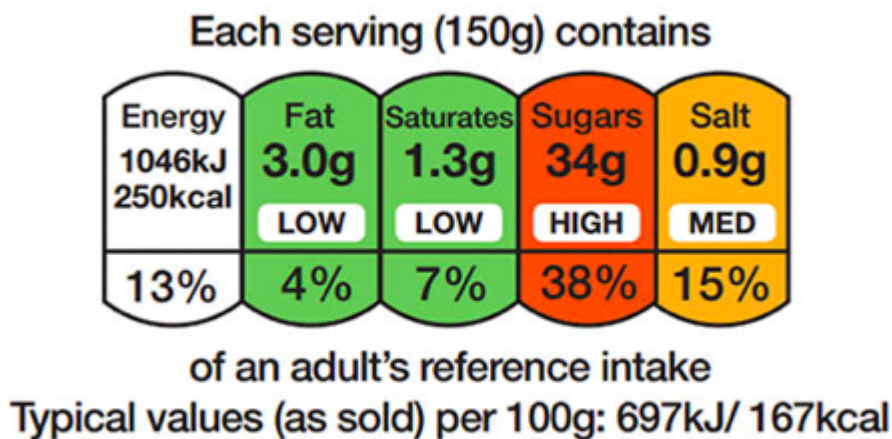 Each serving (150g) contains
Energy Fat Saturates Sugars Salt
1046kJ 3.0g 1.3g 34g 0.9g
250kcal
LOW LOW HIGH MED
13% 4% 7% 38% 15%
of an adult's reference intake
Typical values (as sold) per 100g: 697kJ/ 167kcal